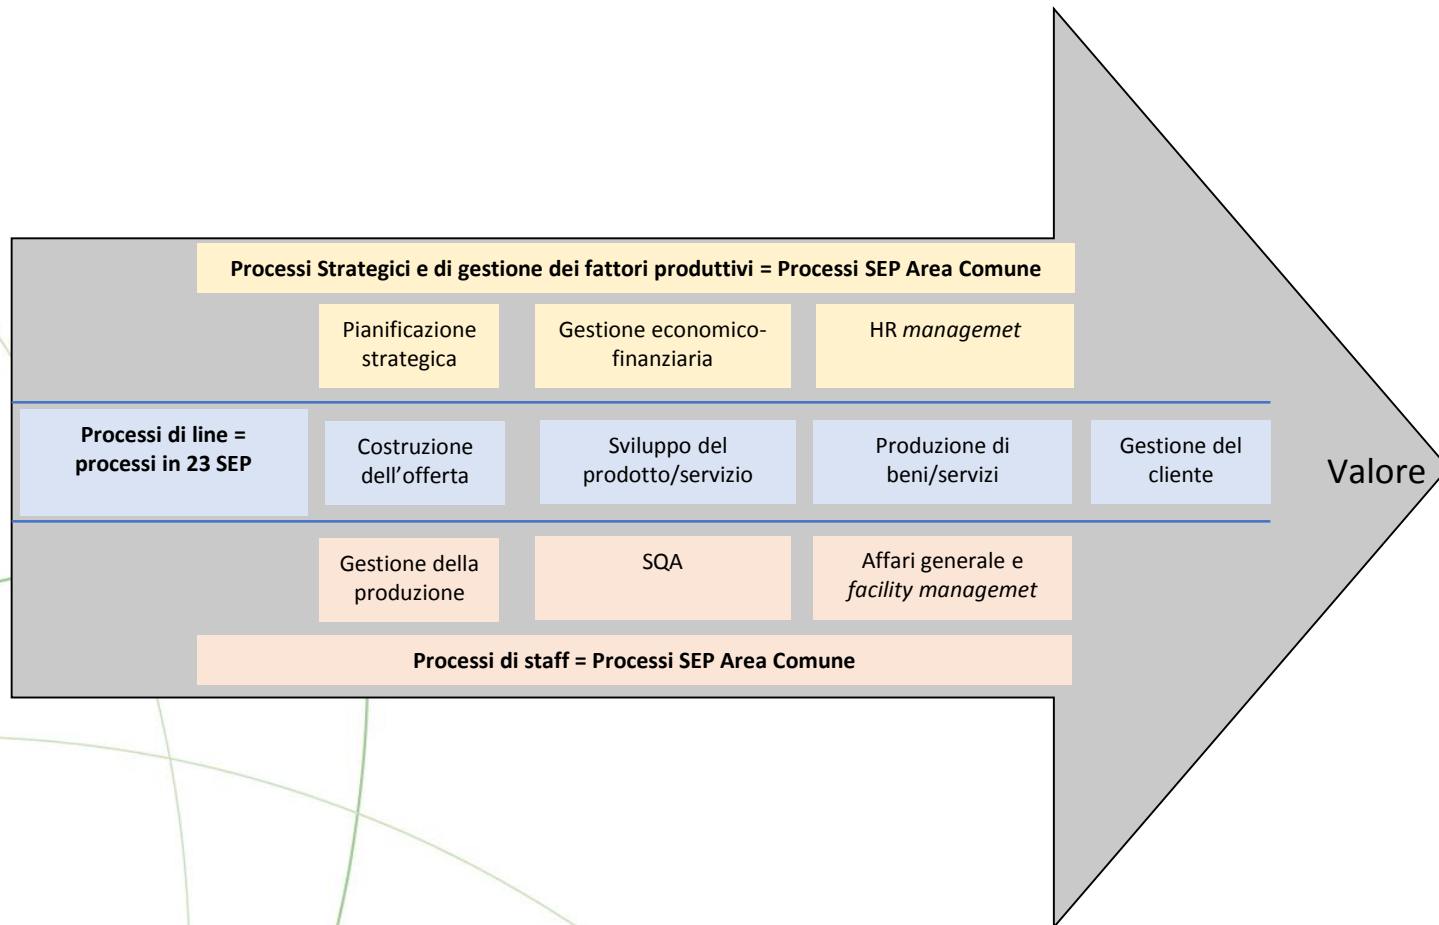 Processi Strategici e di gestione dei fattori produttivi = Processi SEP Area Comune
Pianificazione
strategica
Gestione economico-
finanziaria
HR managemet
Processi di line =
processi in 23 SEP
Costruzione
dell’offerta
Sviluppo del
prodotto/servizio
Produzione di
beni/servizi
Gestione del
cliente
Valore
Gestione della
produzione
SQA
Affari generale e
facility managemet
Processi di staff = Processi SEP Area Comune